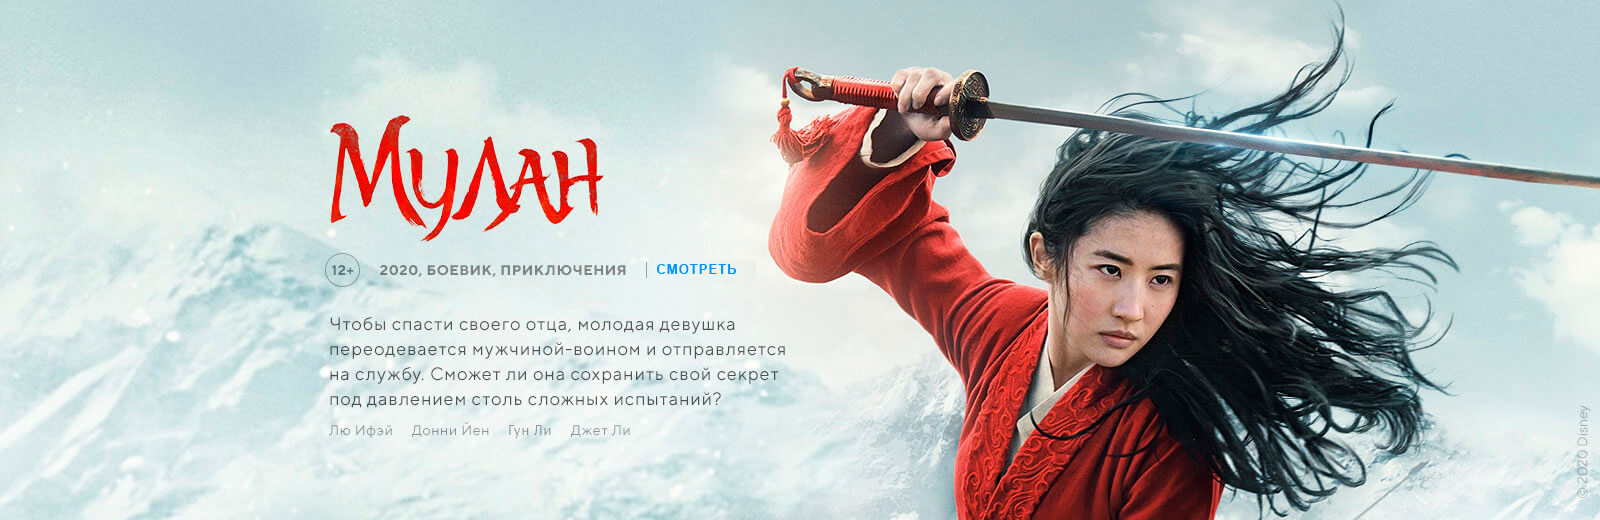 Мулан
12+ 2020, БОЕВИК, ПРИКЛЮЧЕНИЯ | СМОТРЕТЬ
Чтобы спасти своего отца, молодая девушка
переодевается мужчиной-воином и отправляется
на службу. Сможет ли она сохранить свой секрет
под давлением столь сложных испытаний?
Лю Ифэй Донни Йен Гун Ли Джет Ли
© 2020 Disney